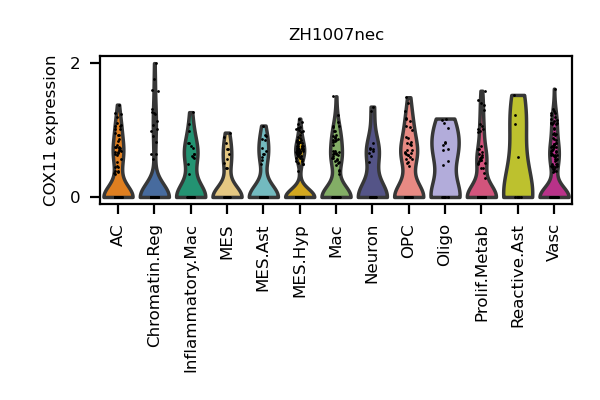 ZH1007nec
COX11 expression
2
0
AC
Chromatin.Reg
Inflammatory.Mac
MES
MES.Ast
MES.Hyp
Mac
Neuron
OPC
Oligo
Prolif.Metab
Reactive.Ast
Vasc